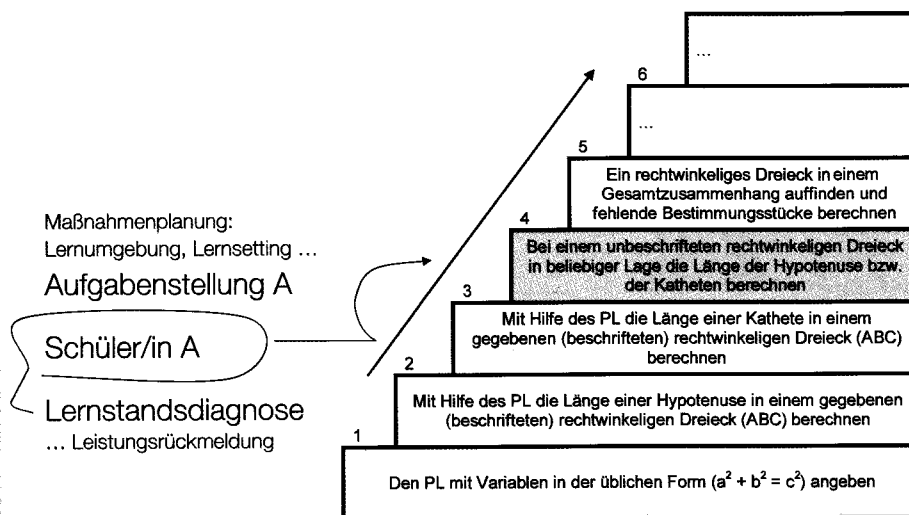 ...
6
...
5
Ein rechtwinkeliges Dreieck in einem
Gesamtzusammenhang auffinden und
fehlende Bestimmungsstücke berechnen
4
Bei einem unbeschrifteten rechtwinkeligen Dreieck
in beliebiger Lage die Länge der Hypotenuse bzw.
der Katheten berechnen
3
Mit Hilfe des PL die Länge einer Kathete in einem
gegebenen (beschrifteten) rechtwinkeligen Dreieck (ABC)
berechnen
2
Mit Hilfe des PL die Länge einer Hypotenuse in einem gegebenen
(beschrifteten) rechtwinkeligen Dreieck (ABC) berechnen
1
Den PL mit Variablen in der üblichen Form (a² + b² = c²) angeben
Maßnahmenplanung:
Lernumgebung, Lernsetting ...
Aufgabenstellung A
Schüler/in A
Lernstandsdiagnose
... Leistungsrückmeldung